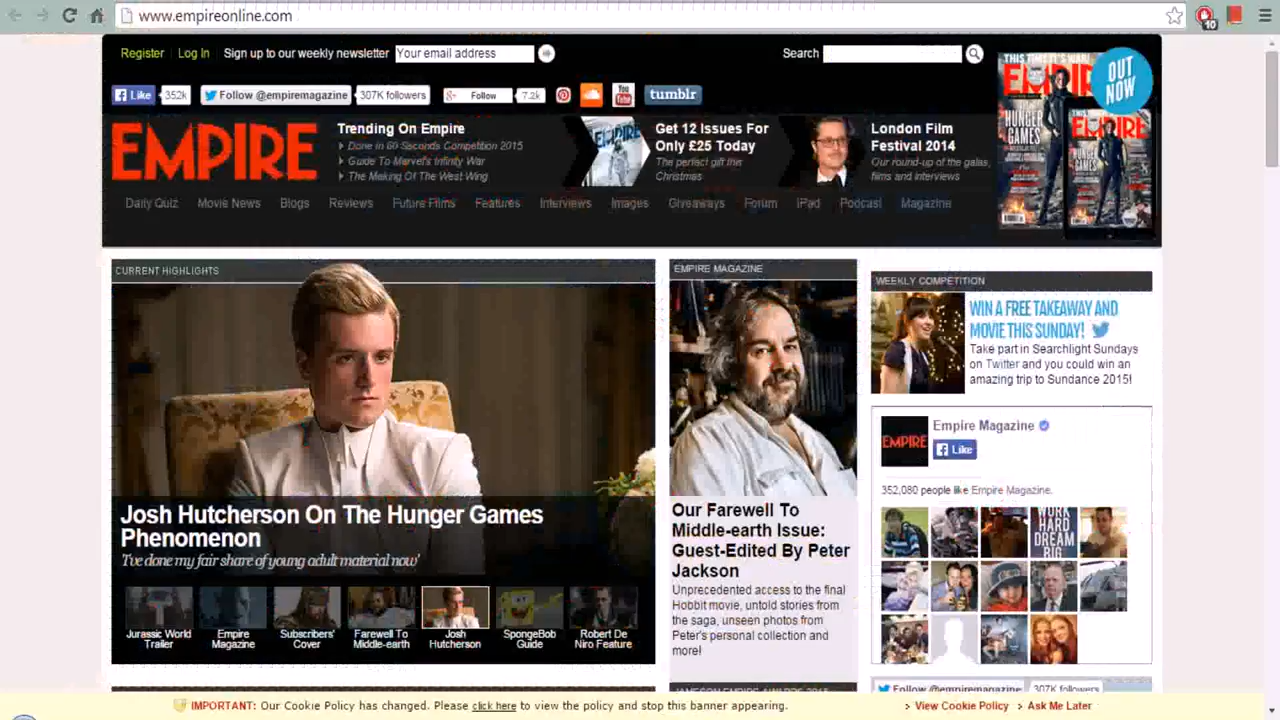 www.empireonline.com
10
Register
Log In
Sign up to our weekly newsletter
Your email address
Search
Like
352k
Follow @empiremagazine
307K followers
Follow
7.2k
You
Tube
tumblr
EMPIRE
Trending On Empire
Done in 60 Seconds Competition 2015
Guide To Marvel's Infinity War
The Making Of The West Wing
Get 12 Issues For
Only £25 Today
The perfect gift this
Christmas
London Film
Festival 2014
Our round-up of the galas,
films and interviews
OUT
NOW
THE
HUNGER
GAMES
Daily Quiz
Movie News
Blogs
Reviews
Future Films
Features
Interviews
Images
Giveaways
Forum
iPad
Podcast
Magazine
CURRENT HIGHLIGHTS
Josh Hutcherson On The Hunger Games
Phenomenon
'I've done my fair share of young adult material now'
Jurassic World
Trailer
Empire
Magazine
Subscribers'
Cover
Farewell To
Middle-earth
Josh
Hutcherson
SpongeBob
Guide
Robert De
Niro Feature
EMPIRE MAGAZINE
Our Farewell To
Middle-earth Issue:
Guest-Edited By Peter
Jackson
Unprecedented access to the final
Hobbit movie, untold stories from
the saga, unseen photos from
Peter's personal collection and
more!
JAMESON EMPIRE AWARDS 2015
WEEKLY COMPETITION
WIN A FREE TAKEAWAY AND
MOVIE THIS SUNDAY!
Take part in Searchlight Sundays
on Twitter and you could win an
amazing trip to Sundance 2015!
EMPIRE
Empire Magazine
Like
352,080 people like Empire Magazine.
WORK
HARD
DREAM
BIG
Follow @empiremagazine
307K followers
IMPORTANT: Our Cookie Policy has changed. Please click here to view the policy and stop this banner appearing.
> View Cookie Policy
> Ask Me Later